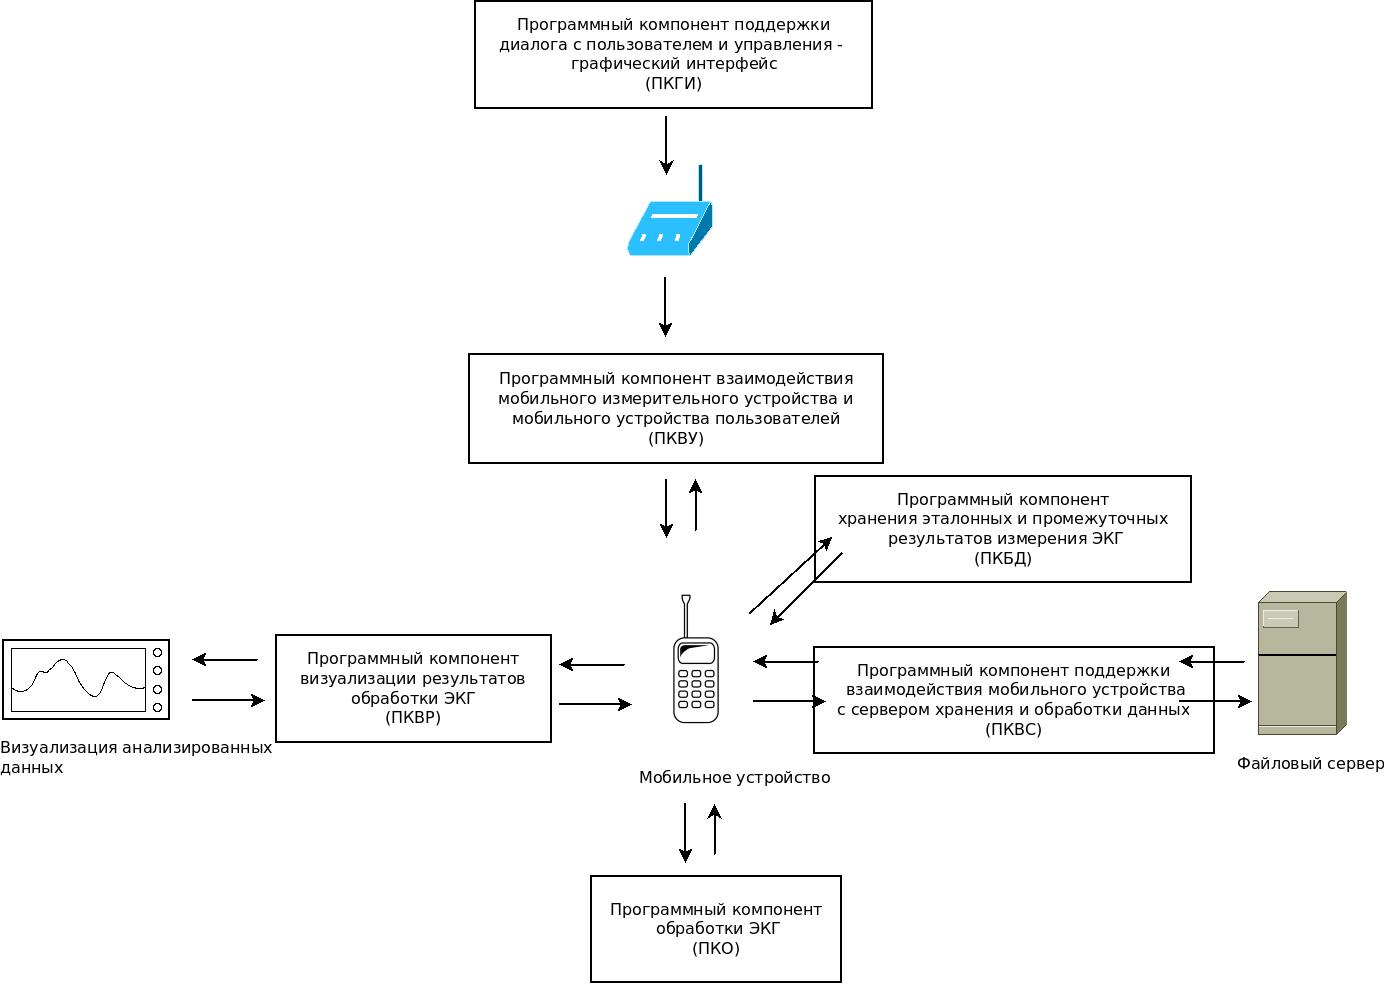 Программный компонент поддержки
диалога с пользователем и управления -
графический интерфейс
(ПКГИ)
Программный компонент взаимодействия
мобильного измерительного устройства и
мобильного устройства пользователей
(ПКВУ)
Программный компонент
хранения эталонных и промежуточных
результатов измерения ЭКГ
(ПКБД)
Программный компонент
визуализации результатов
обработки ЭКГ
(ПКВР)
Программный компонент поддержки
взаимодействия мобильного устройства
с сервером хранения и обработки данных
(ПКВС)
Визуализация анализированных
данных
Мобильное устройство
Файловый сервер
Программный компонент
обработки ЭКГ
(ПКО)